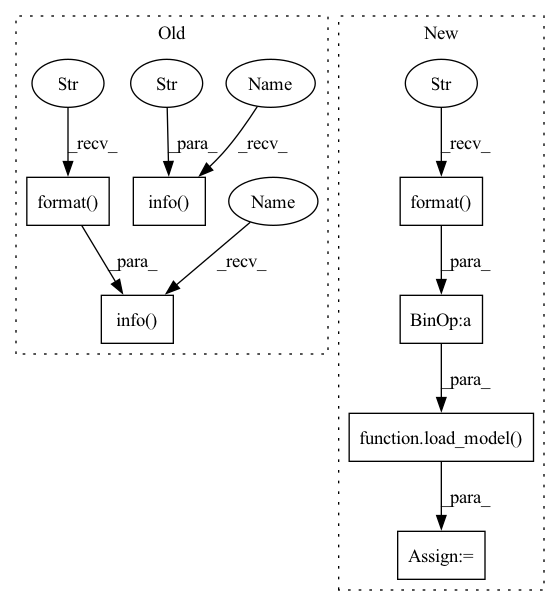 Old
New
Str
Str
Name
Str
_recv_
_para_
_recv_
_recv_
format()
info()
Name
format()
_para_
_recv_
_para_
info()
BinOp:a
_para_
function.load_model()
_para_
Assign:=